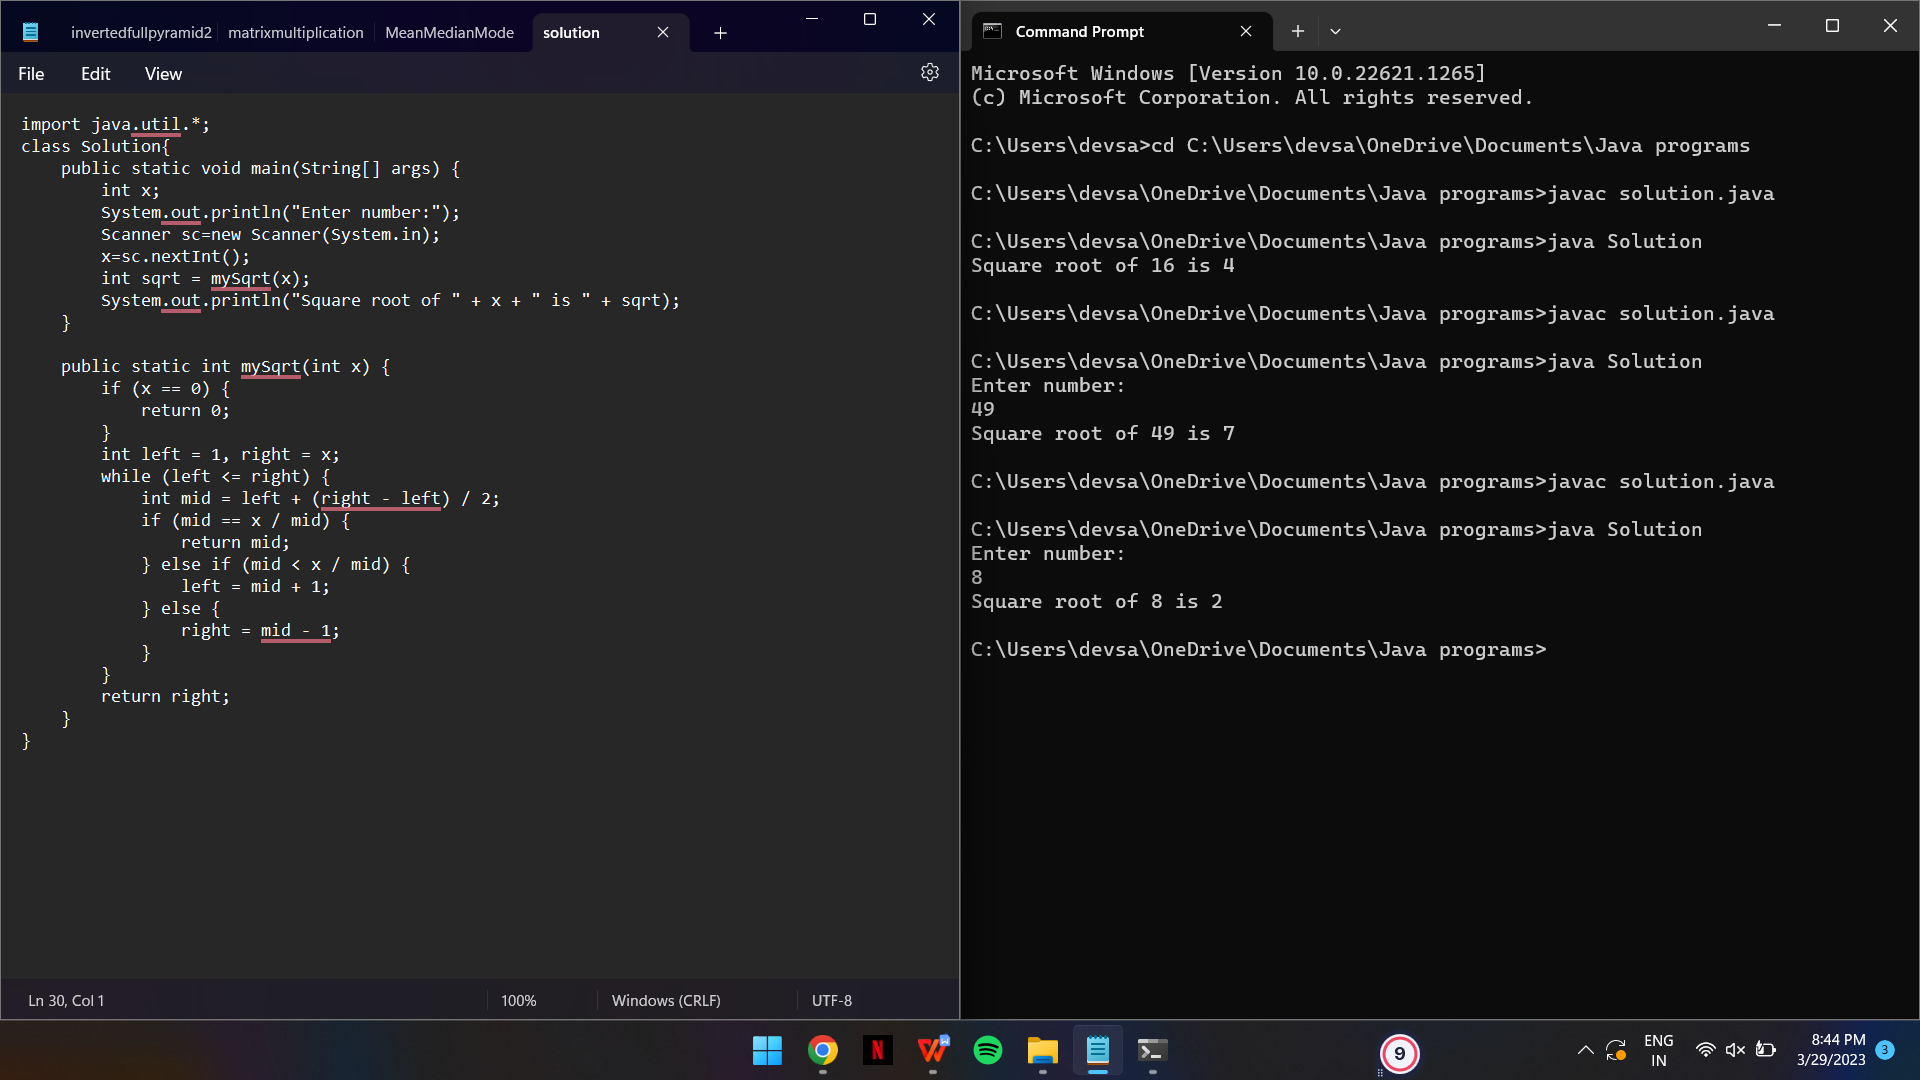 invertedfullpyramid2 matrixmultiplication MeanMedianMode solution
File Edit View
import java.util.*;
class Solution{
    public static void main(String[] args) {
        int x;
        System.out.println("Enter number:");
        Scanner sc=new Scanner(System.in);
        x=sc.nextInt();
        int sqrt = mySqrt(x);
        System.out.println("Square root of " + x + " is " + sqrt);
    }
    public static int mySqrt(int x) {
        if (x == 0) {
            return 0;
        }
        int left = 1, right = x;
        while (left <= right) {
            int mid = left + (right - left) / 2;
            if (mid == x / mid) {
                return mid;
            } else if (mid < x / mid) {
                left = mid + 1;
            } else {
                right = mid - 1;
            }
        }
        return right;
    }
}
Ln 30, Col 1 100% Windows (CRLF) UTF-8
Command Prompt
Microsoft Windows [Version 10.0.22621.1265]
(c) Microsoft Corporation. All rights reserved.
C:\Users\devsa>cd C:\Users\devsa\OneDrive\Documents\Java programs
C:\Users\devsa\OneDrive\Documents\Java programs>javac solution.java
C:\Users\devsa\OneDrive\Documents\Java programs>java Solution
Square root of 16 is 4
C:\Users\devsa\OneDrive\Documents\Java programs>javac solution.java
C:\Users\devsa\OneDrive\Documents\Java programs>java Solution
Enter number:
49
Square root of 49 is 7
C:\Users\devsa\OneDrive\Documents\Java programs>javac solution.java
C:\Users\devsa\OneDrive\Documents\Java programs>java Solution
Enter number:
8
Square root of 8 is 2
C:\Users\devsa\OneDrive\Documents\Java programs>
9
ENG
IN
8:44 PM
3/29/2023
3